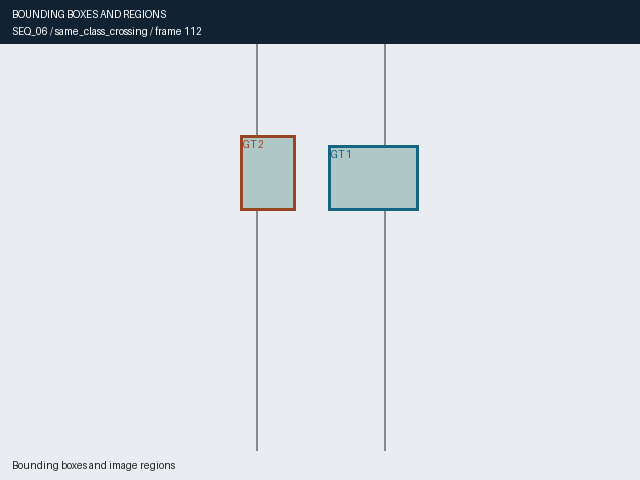 BOUNDING BOXES AND REGIONS
SEQ_06 / same_class_crossing / frame 112
GT2
GT1
Bounding boxes and image regions